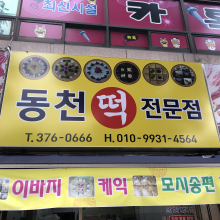 최신시설
카
동천 떡 전문점
T. 376-0666 H. 010-9931-4564
이바지 케익 모시송편